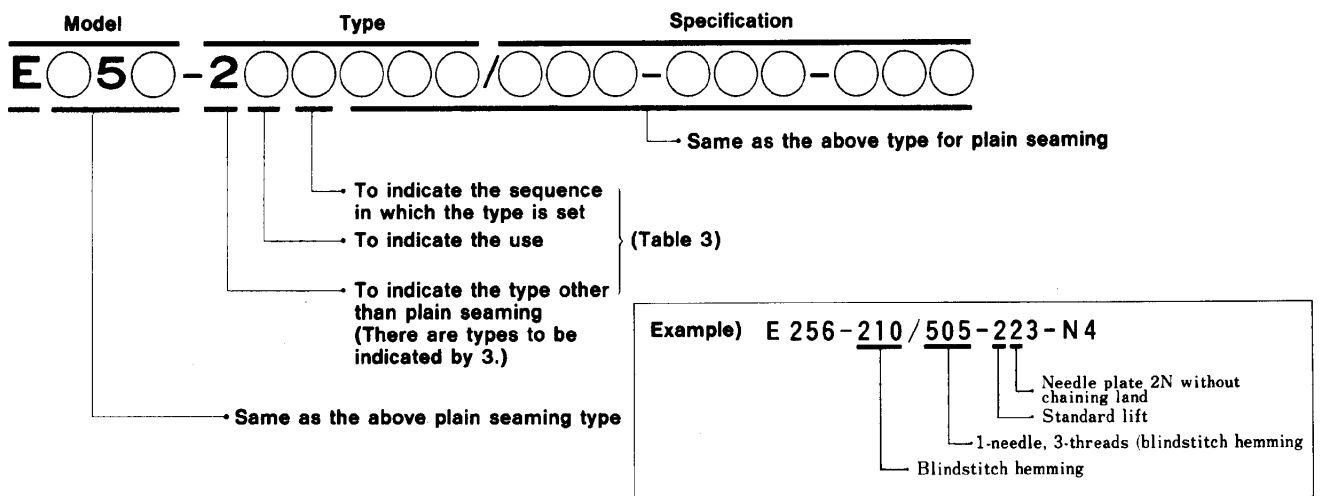 Model Type Specification
E○5○-2○○○○○/○○○-○○○-○○○
Same as the above type for plain seaming
To indicate the sequence
in which the type is set
To indicate the use
(Table 3)
To indicate the type other
than plain seaming
(There are types to be
indicated by 3.)
Same as the above plain seaming type
Example) E 256-210/505-223-N4
Needle plate 2N without
chaining land
Standard lift
1-needle, 3-threads (blindstitch hemming
Blindstitch hemming